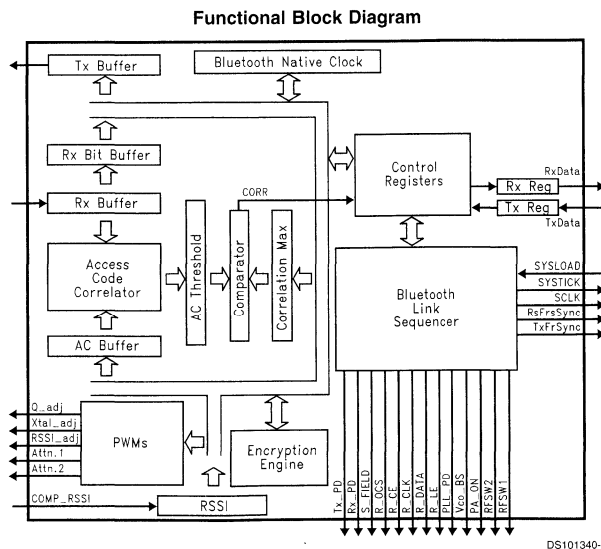 Functional Block Diagram
Tx Buffer
Bluetooth Native Clock
Rx Bit Buffer
Rx Buffer
Access
Code
Correlator
AC Buffer
AC Threshold
Comparator
Correlation Max
CORR
Control
Registers
RxData
Rx Reg
Tx Reg
TxData
Bluetooth
Link
Sequencer
SYSLOAD
SYSTICK
SCLK
RsFrsSync
TxFrSync
Q_adj
Xtal_adj
RSSI_adj
Attn.1
Attn.2
PWMs
Encryption
Engine
COMP_RSSI
RSSI
Tx_PD
Rx_PD
S_FIELD
R_OCS
R_CE
R_CLK
R_DATA
R_LE
PLL_PD
Vco_BS
PA_ON
RFSW2
RFSW1
DS101340-